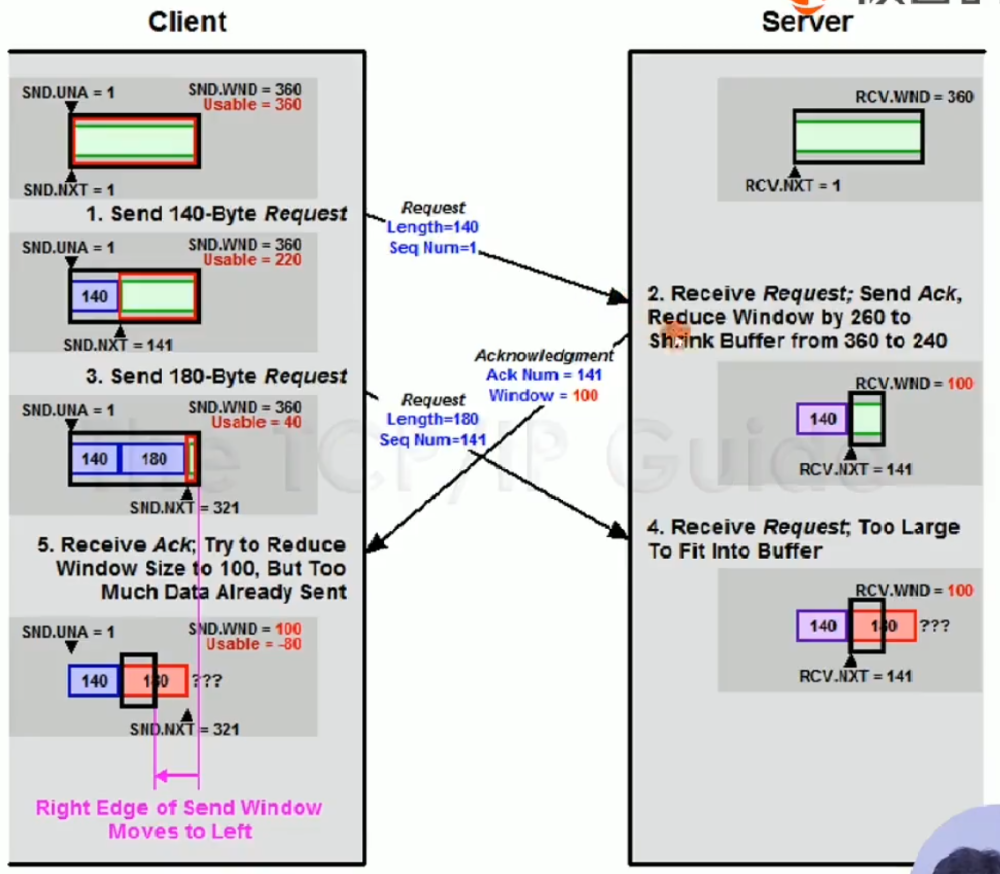 Client
Server
SND.UNA = 1
SND.WND = 360
Usable = 360
SND.NXT = 1
RCV.WND = 360
RCV.NXT = 1
1. Send 140-Byte Request
Request
Length=140
Seq Num=1
SND.UNA = 1
SND.WND = 360
Usable = 220
140
SND.NXT = 141
2. Receive Request; Send Ack,
Reduce Window by 260 to
Shrink Buffer from 360 to 240
Acknowledgment
Ack Num = 141
Window = 100
3. Send 180-Byte Request
Request
Length=180
Seq Num=141
SND.UNA = 1
SND.WND = 360
Usable = 40
140
180
SND.NXT = 321
RCV.WND = 100
140
RCV.NXT = 141
The TCP/IP Guide
4. Receive Request; Too Large
To Fit Into Buffer
5. Receive Ack; Try to Reduce
Window Size to 100, But Too
Much Data Already Sent
RCV.WND = 100
140
180
???
RCV.NXT = 141
SND.UNA = 1
SND.WND = 100
Usable = -80
140
180
???
SND.NXT = 321
Right Edge of Send Window
Moves to Left